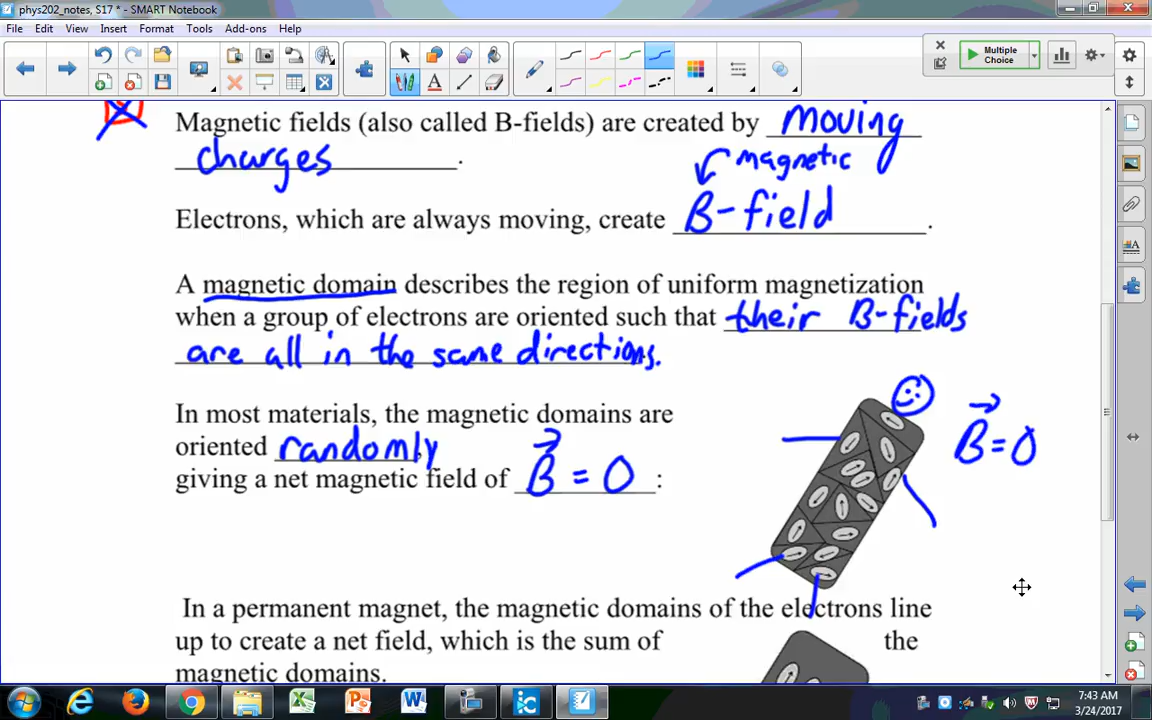 phys202_notes, S17 * - SMART Notebook
File Edit View Insert Format Tools Add-ons Help
Multiple
Choice
Magnetic fields (also called B-fields) are created by moving
charges.
magnetic
Electrons, which are always moving, create B-field.
A magnetic domain describes the region of uniform magnetization
when a group of electrons are oriented such that their B-fields
are all in the same directions.
In most materials, the magnetic domains are
oriented randomly
giving a net magnetic field of B = 0 :
B = 0
In a permanent magnet, the magnetic domains of the electrons line
up to create a net field, which is the sum of the
magnetic domains.
7:43 AM
3/24/2017